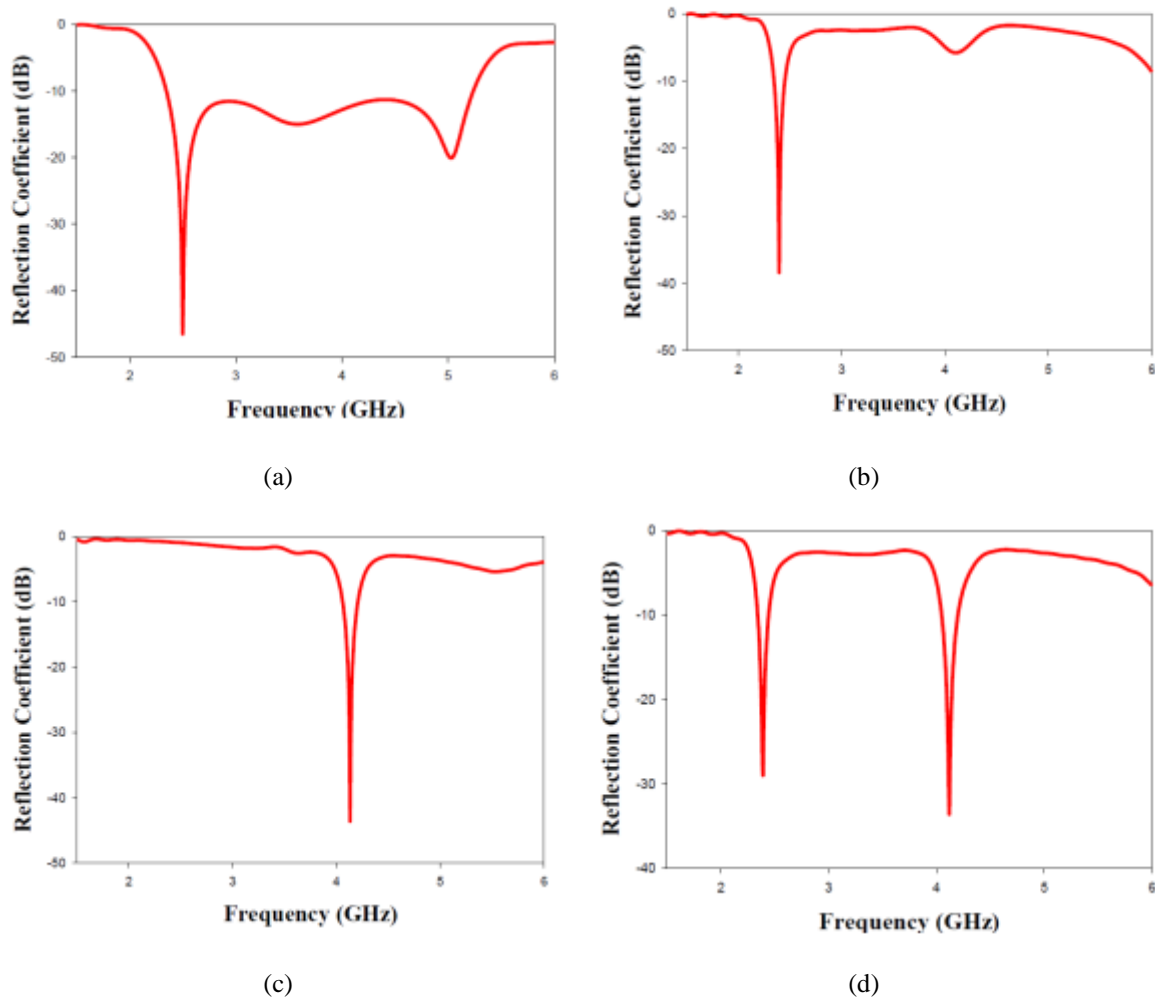 0
-10
-20
-30
-40
-50
2 3 4 5 6
Reflection Coefficient (dB)
Frequency (GHz)
(a)
0
-10
-20
-30
-40
-50
2 3 4 5 6
Reflection Coefficient (dB)
Frequency (GHz)
(b)
0
-10
-20
-30
-40
-50
2 3 4 5 6
Reflection Coefficient (dB)
Frequency (GHz)
(c)
0
-10
-20
-30
-40
2 3 4 5 6
Reflection Coefficient (dB)
Frequency (GHz)
(d)